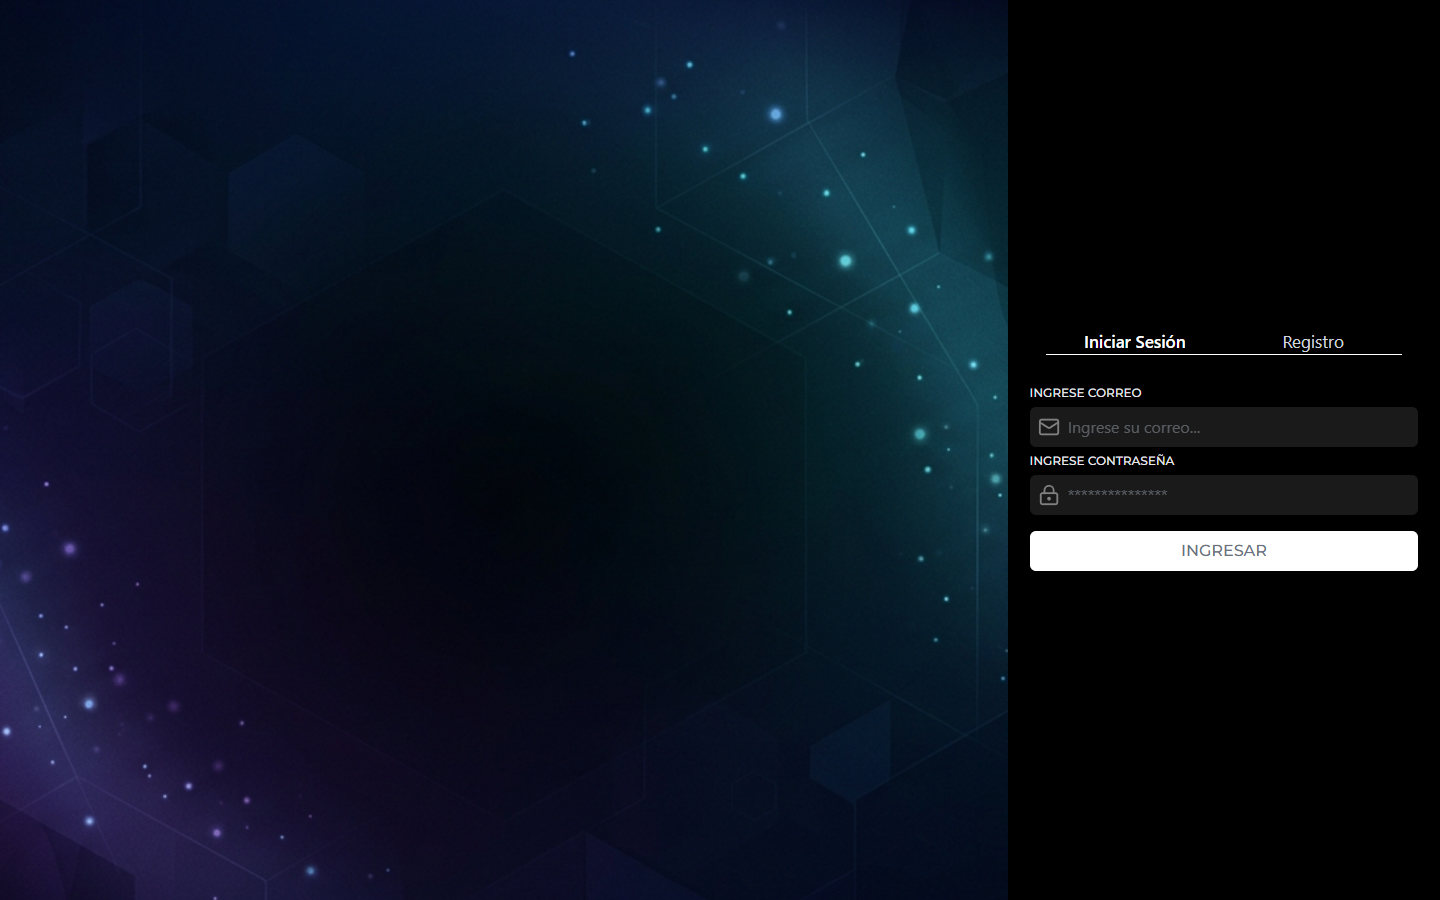 Iniciar Sesión
Registro
INGRESE CORREO
Ingrese su correo...
INGRESE CONTRASEÑA
***************
INGRESAR